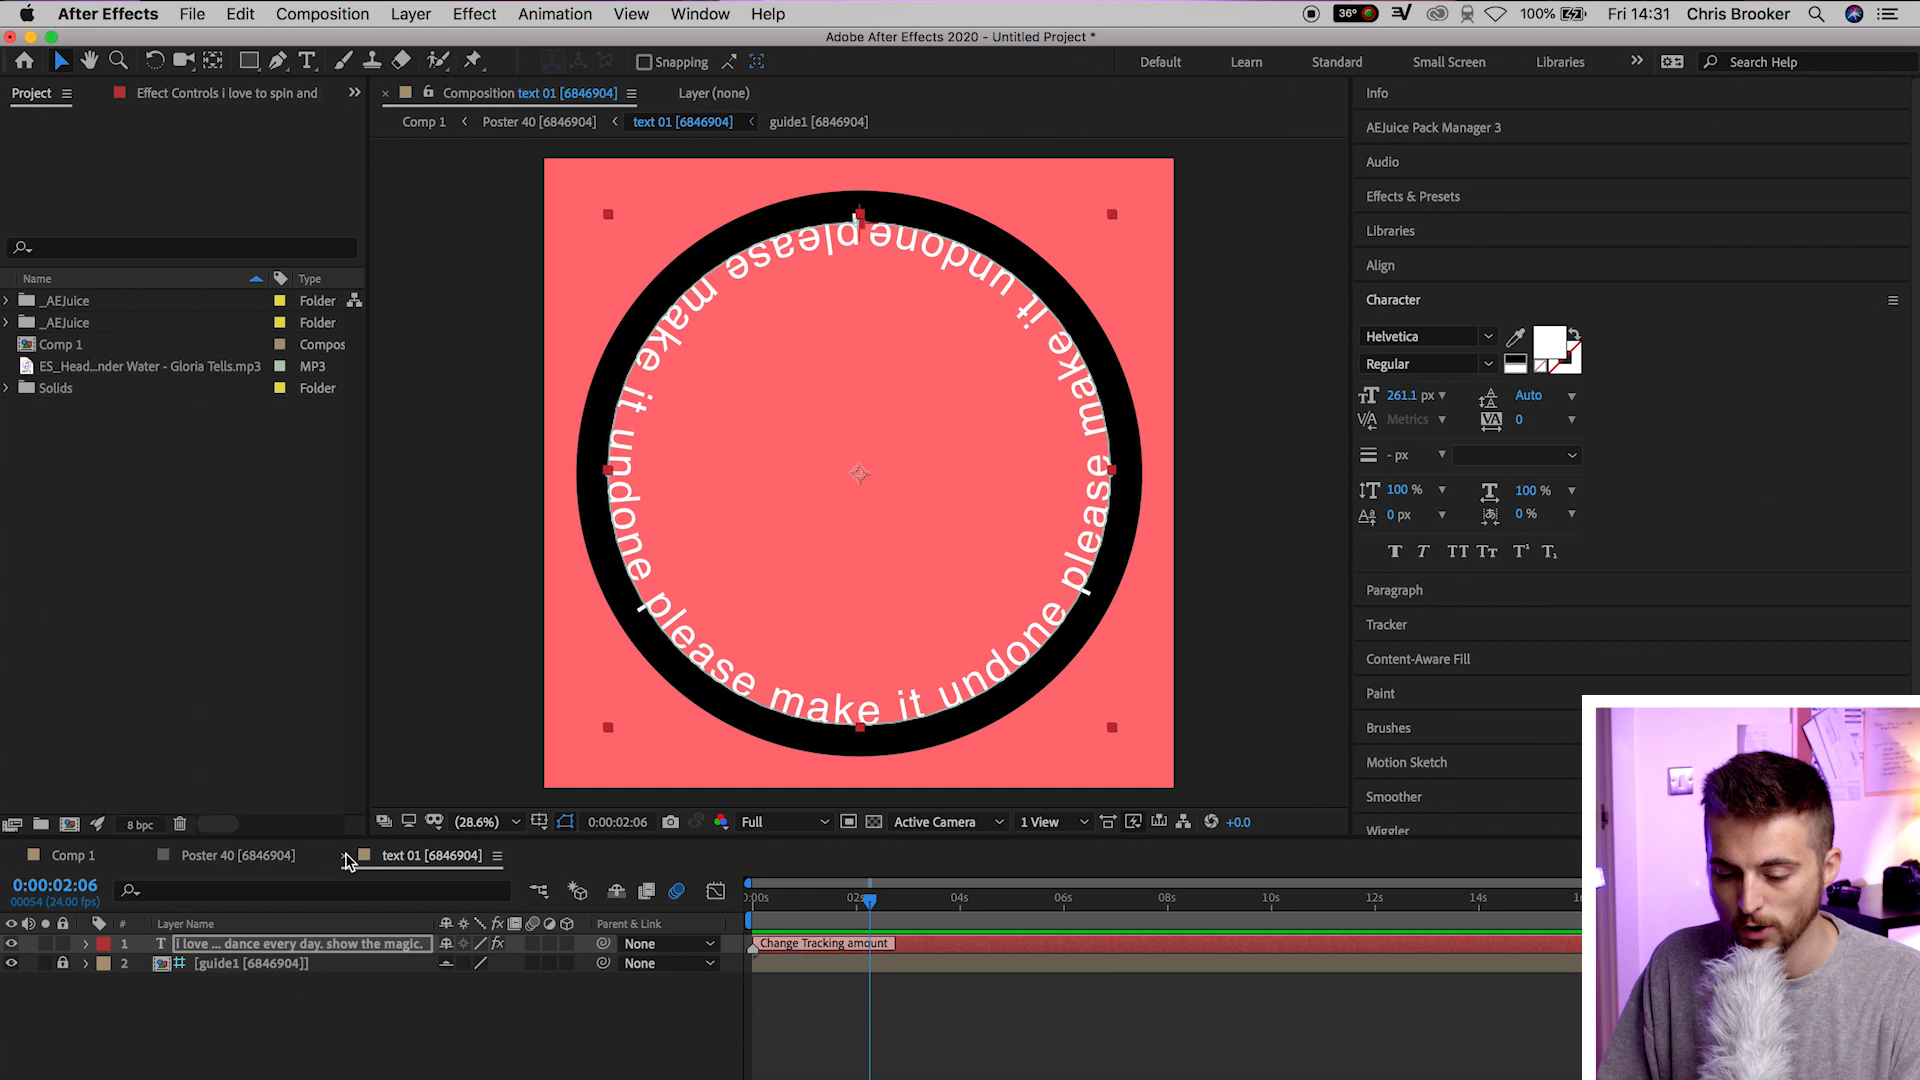 After Effects File Edit Composition Layer Effect Animation View Window Help 36° 100% Fri 14:31 Chris Brooker
Adobe After Effects 2020 - Untitled Project *
Snapping Default Learn Standard Small Screen Libraries Search Help
Project Effect Controls i love to spin and
Composition text 01 [6846904] Layer (none)
Comp 1 Poster 40 [6846904] text 01 [6846904] guide1 [6846904]
Name Type
_AEJuice Folder
_AEJuice Folder
Comp 1 Compos
ES_Head...nder Water - Gloria Tells.mp3 MP3
Solids Folder
please make it undone please make it undone please make it undone
Info
AEJuice Pack Manager 3
Audio
Effects & Presets
Libraries
Align
Character
Helvetica
Regular
261.1 px Auto
Metrics 0
- px
100 % 100 %
0 px 0 %
Paragraph
Tracker
Content-Aware Fill
Paint
Brushes
Motion Sketch
Smoother
Wiggler
8 bpc
(28.6%) 0:00:02:06 Full Active Camera 1 View +0.0
Comp 1 Poster 40 [6846904] text 01 [6846904]
0:00:02:06
00054 (24.00 fps)
:00s 02s 04s 06s 08s 10s 12s 14s
# Layer Name Parent & Link
1 i love ... dance every day. show the magic. None Change Tracking amount
2 [guide1 [6846904]] None